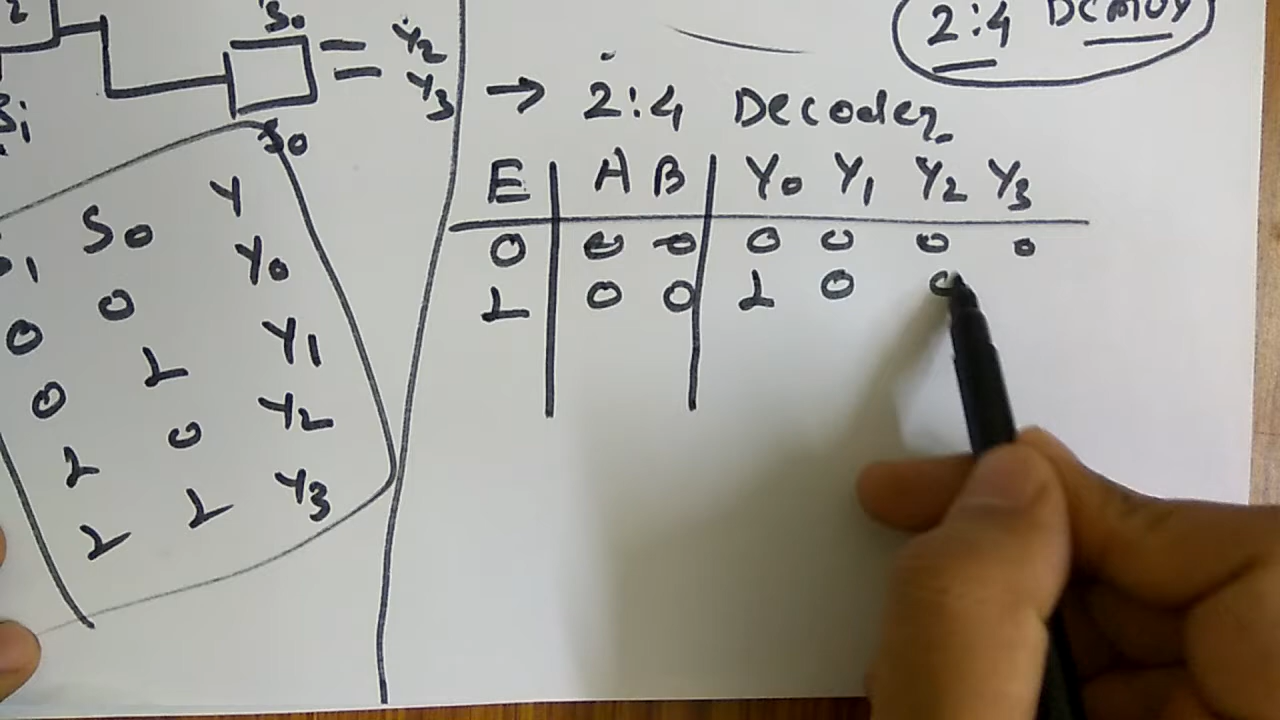 2:4 Demux
S0
Y2
Y3
S0
→ 2:4 Decoder
E A B Y0 Y1 Y2 Y3
0 0 0 0 0 0 0
1 0 0 1 0 0
S0 Y
0 0 Y0
0 1 Y1
1 0 Y2
1 1 Y3